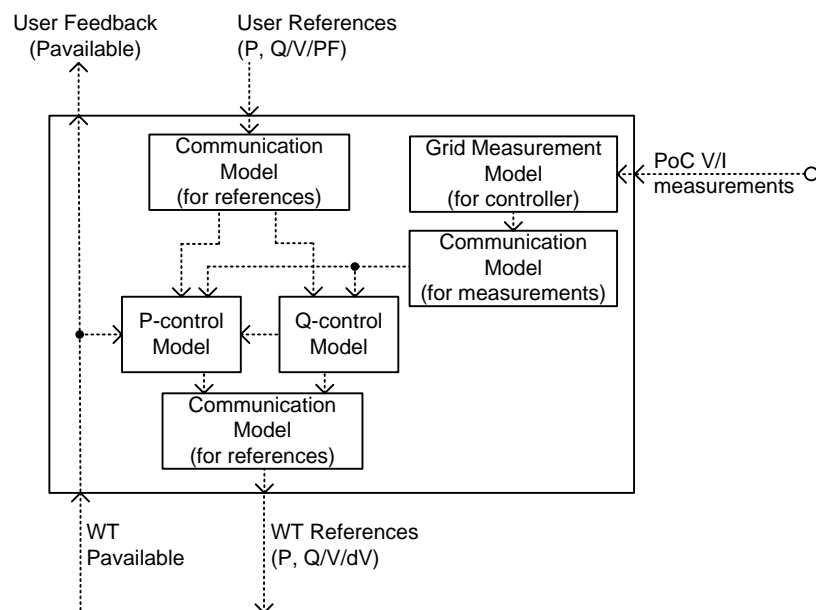 User Feedback
(Pavailable)
User References
(P, Q/V/PF)
Communication
Model
(for references)
Grid Measurement
Model
(for controller)
PoC V/I
measurements
Communication
Model
(for measurements)
P-control
Model
Q-control
Model
Communication
Model
(for references)
WT
Pavailable
WT References
(P, Q/V/dV)